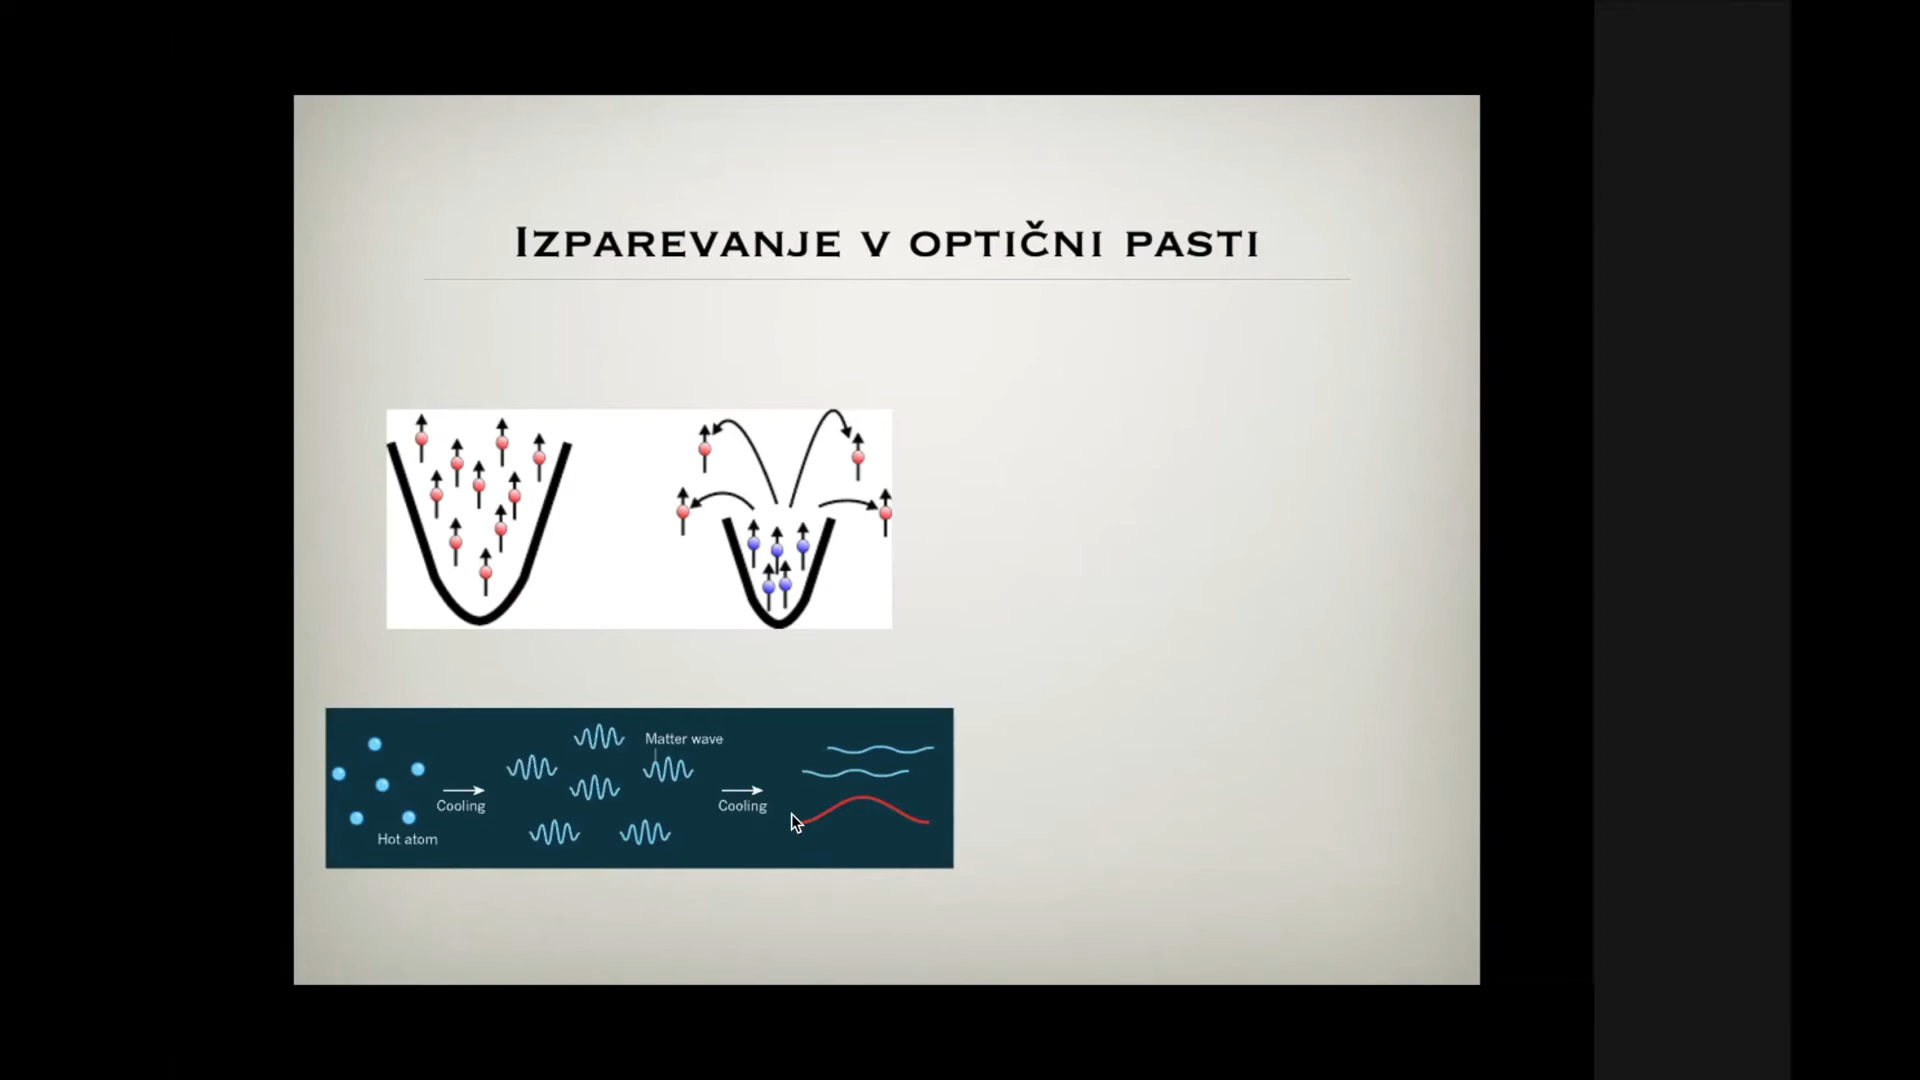 IZPAREVANJE V OPTIČNI PASTI
Matter wave
Cooling
Cooling
Hot atom